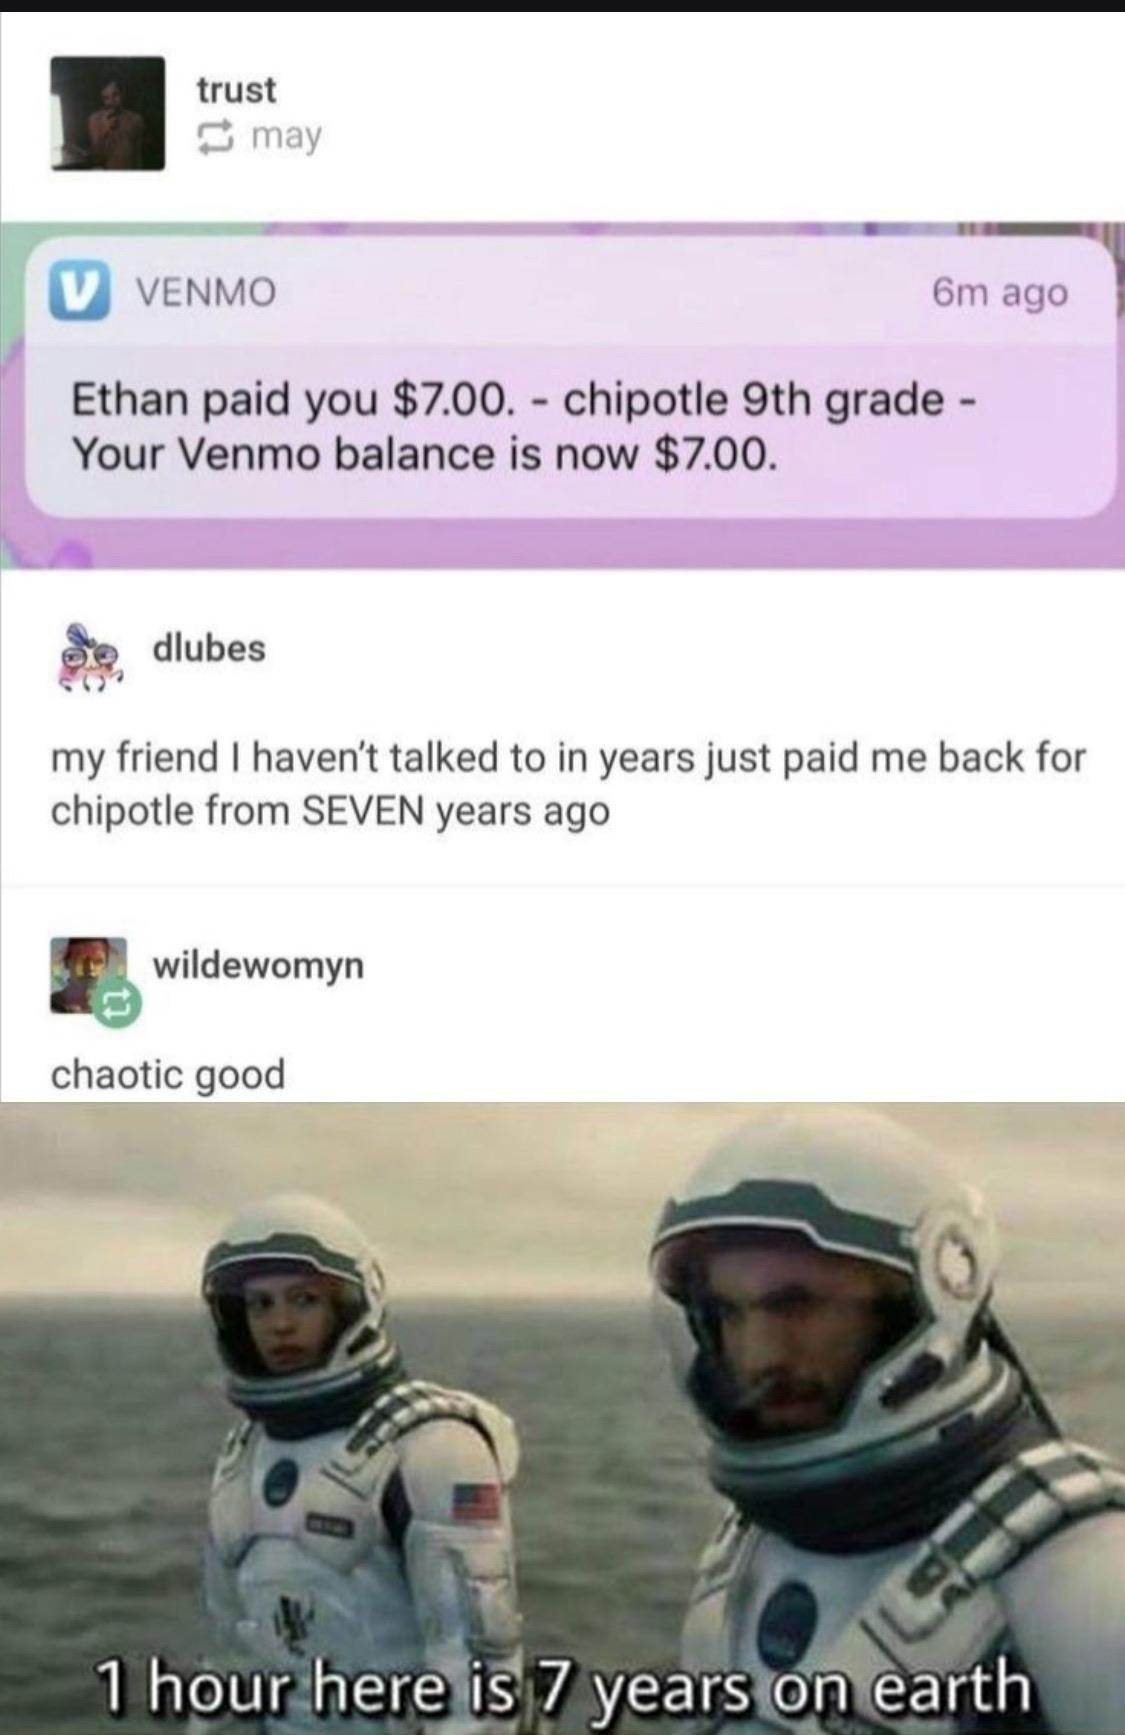 trust
may
V VENMO 6m ago
Ethan paid you $7.00. - chipotle 9th grade -
Your Venmo balance is now $7.00.
dlubes
my friend I haven't talked to in years just paid me back for
chipotle from SEVEN years ago
wildewomyn
chaotic good
1 hour here is 7 years on earth